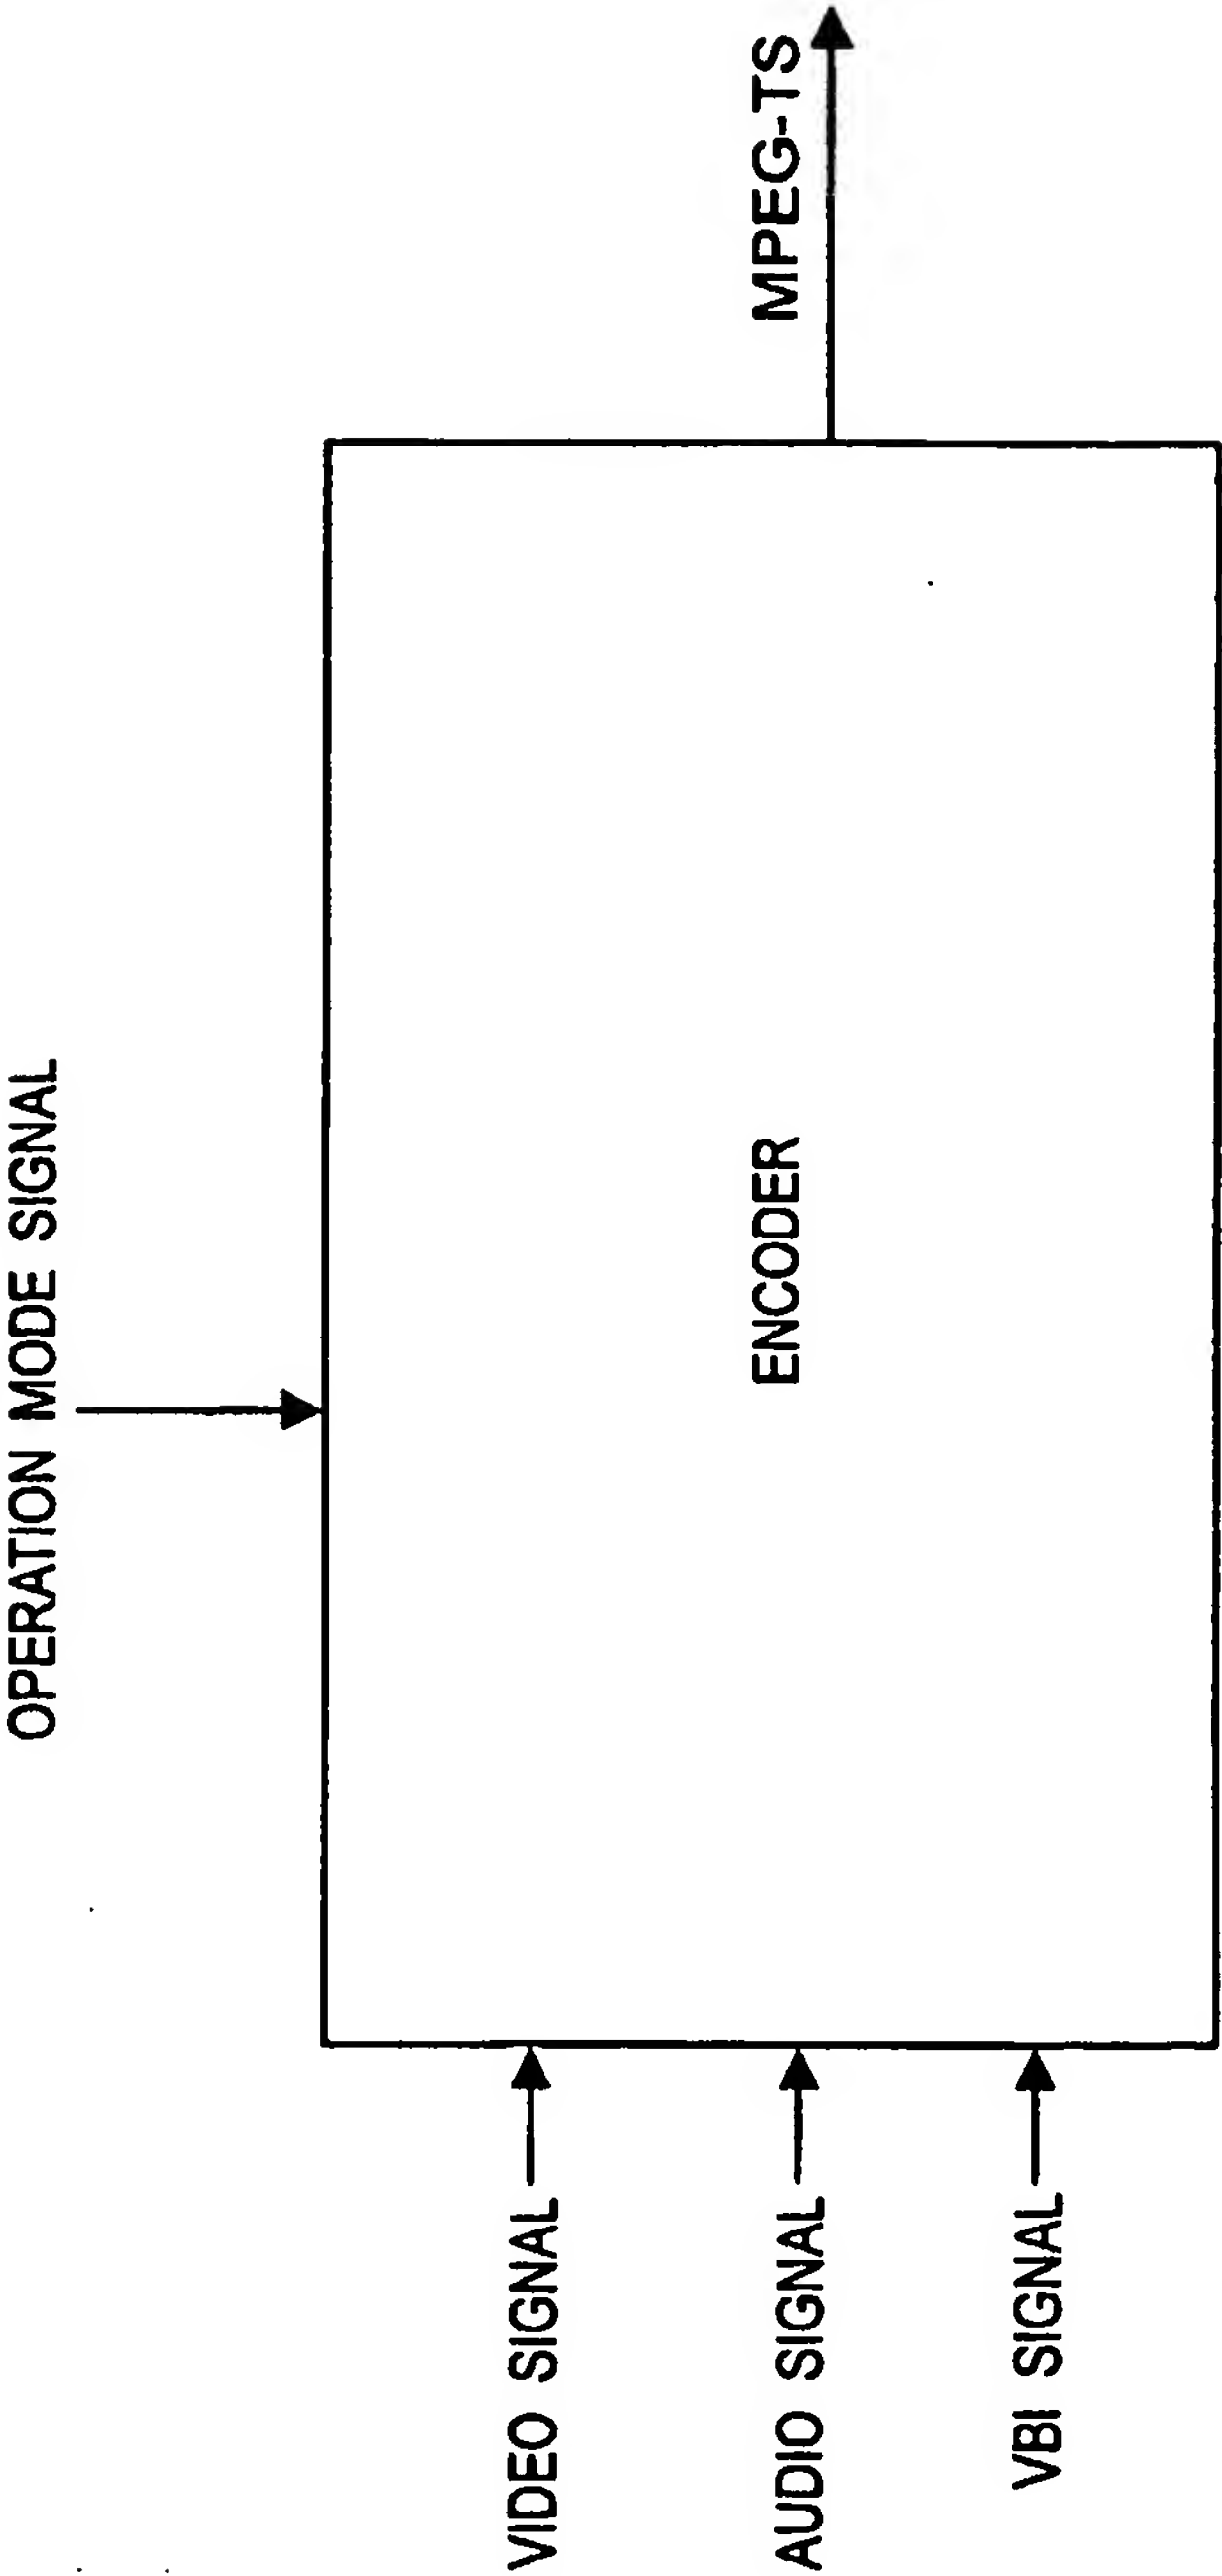 OPERATION MODE SIGNAL
VIDEO SIGNAL
AUDIO SIGNAL
VBI SIGNAL
ENCODER
MPEG-TS